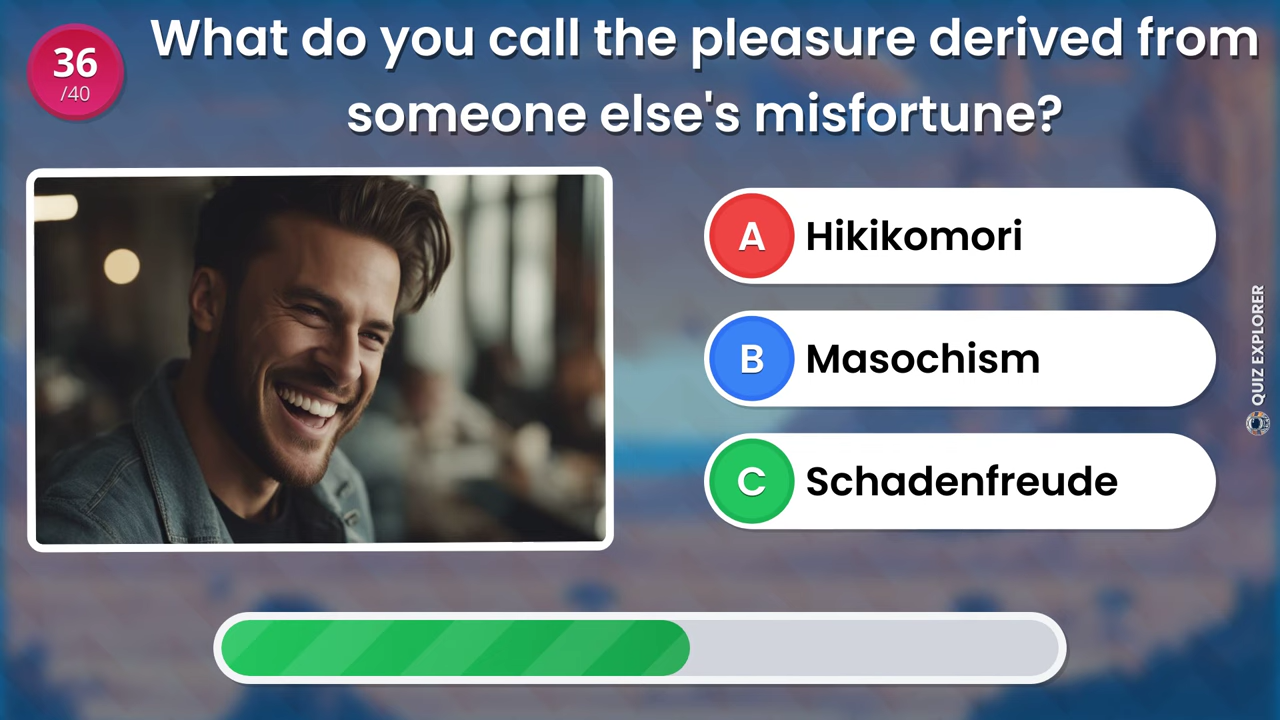 36
/40
What do you call the pleasure derived from
someone else's misfortune?
A Hikikomori
B Masochism
C Schadenfreude
QUIZ EXPLORER